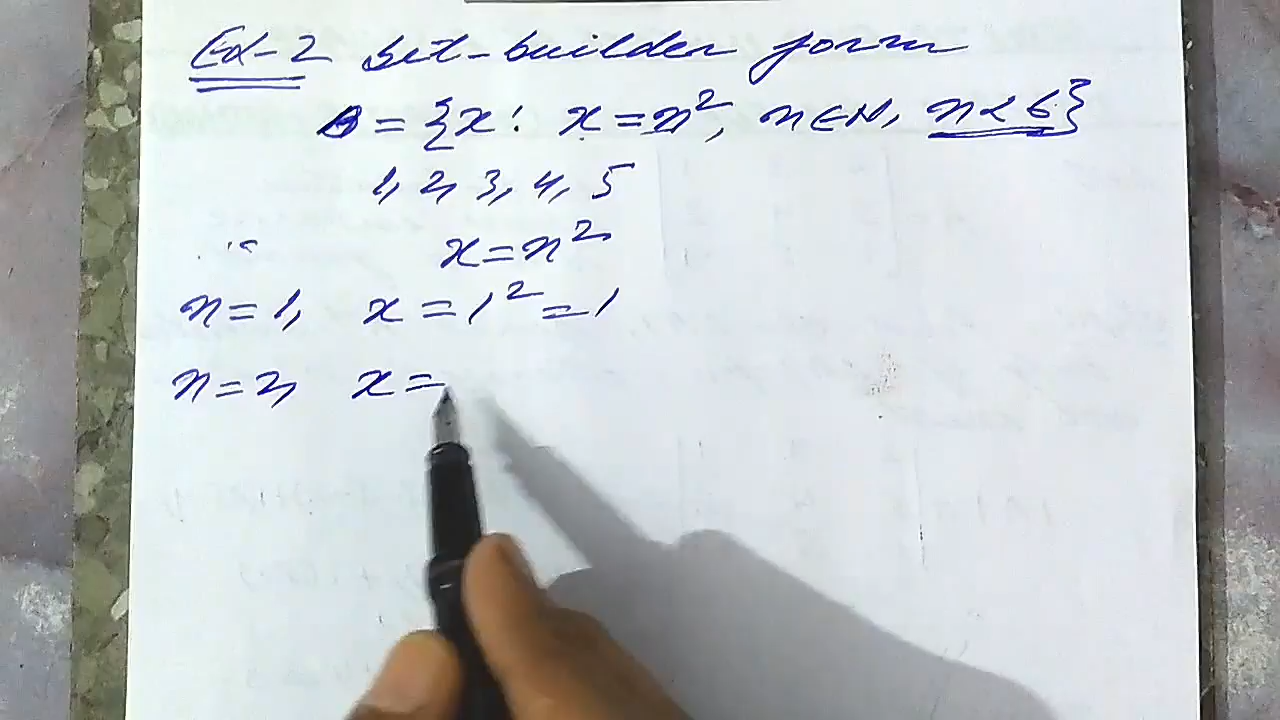 Ex-2 Set-builder form
B = {x: x = n², n∈N, n<6}
1, 2, 3, 4, 5
x = n²
n = 1, x = 1² = 1
n = 2, x =